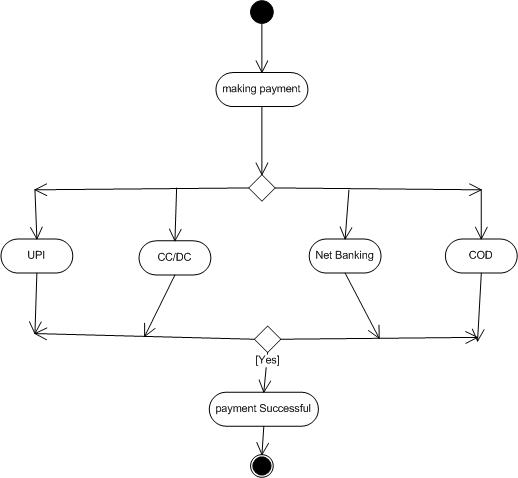 making payment
UPI
CC/DC
Net Banking
COD
[Yes]
payment Successful